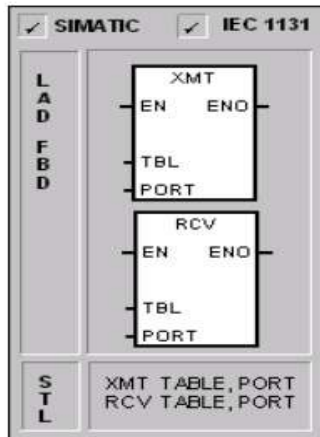 ✓ SIMATIC ✓ IEC 1131
LAD FBD
XMT
EN ENO
TBL
PORT
RCV
EN ENO
TBL
PORT
STL
XMT TABLE, PORT
RCV TABLE, PORT